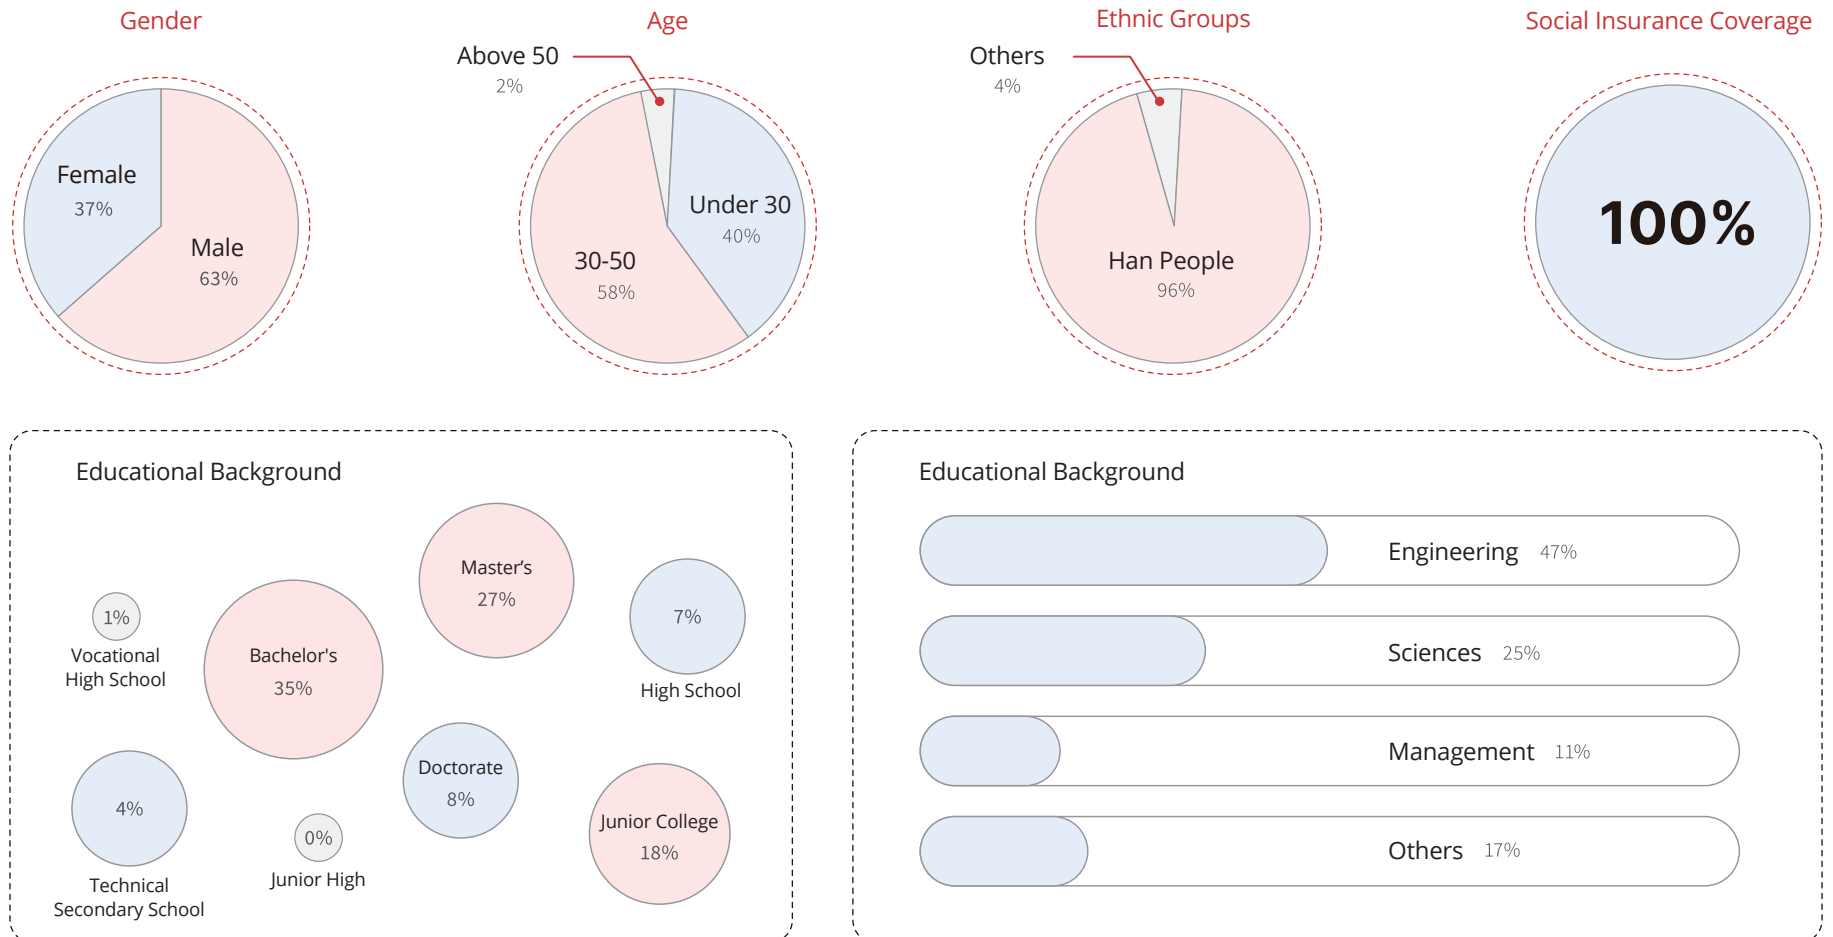 Gender
Female
37%
Male
63%
Age
Above 50
2%
Under 30
40%
30-50
58%
Ethnic Groups
Others
4%
Han People
96%
Social Insurance Coverage
100%
Educational Background
Master’s
27%
7%
High School
1%
Vocational
High School
Bachelor's
35%
Doctorate
8%
4%
Technical
Secondary School
0%
Junior High
Junior College
18%
Educational Background
Engineering 47%
Sciences 25%
Management 11%
Others 17%